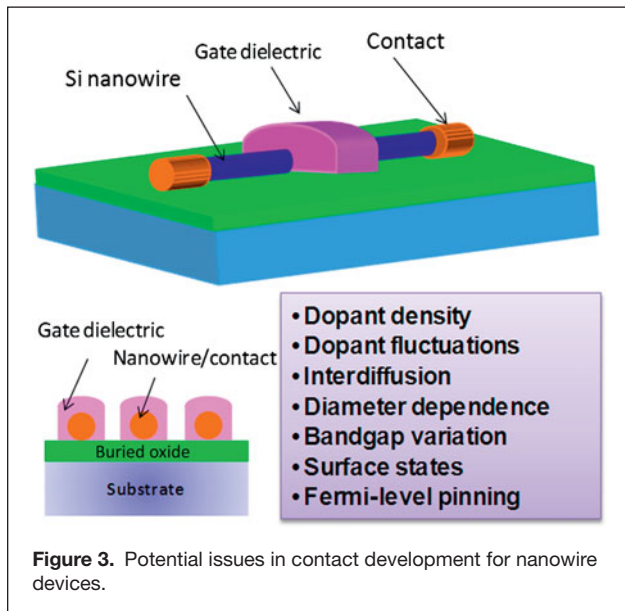 Gate dielectric
Contact
Si nanowire
Gate dielectric
Nanowire/contact
Buried oxide
Substrate
•Dopant density
•Dopant fluctuations
•Interdiffusion
•Diameter dependence
•Bandgap variation
•Surface states
•Fermi-level pinning
Figure 3. Potential issues in contact development for nanowire
devices.